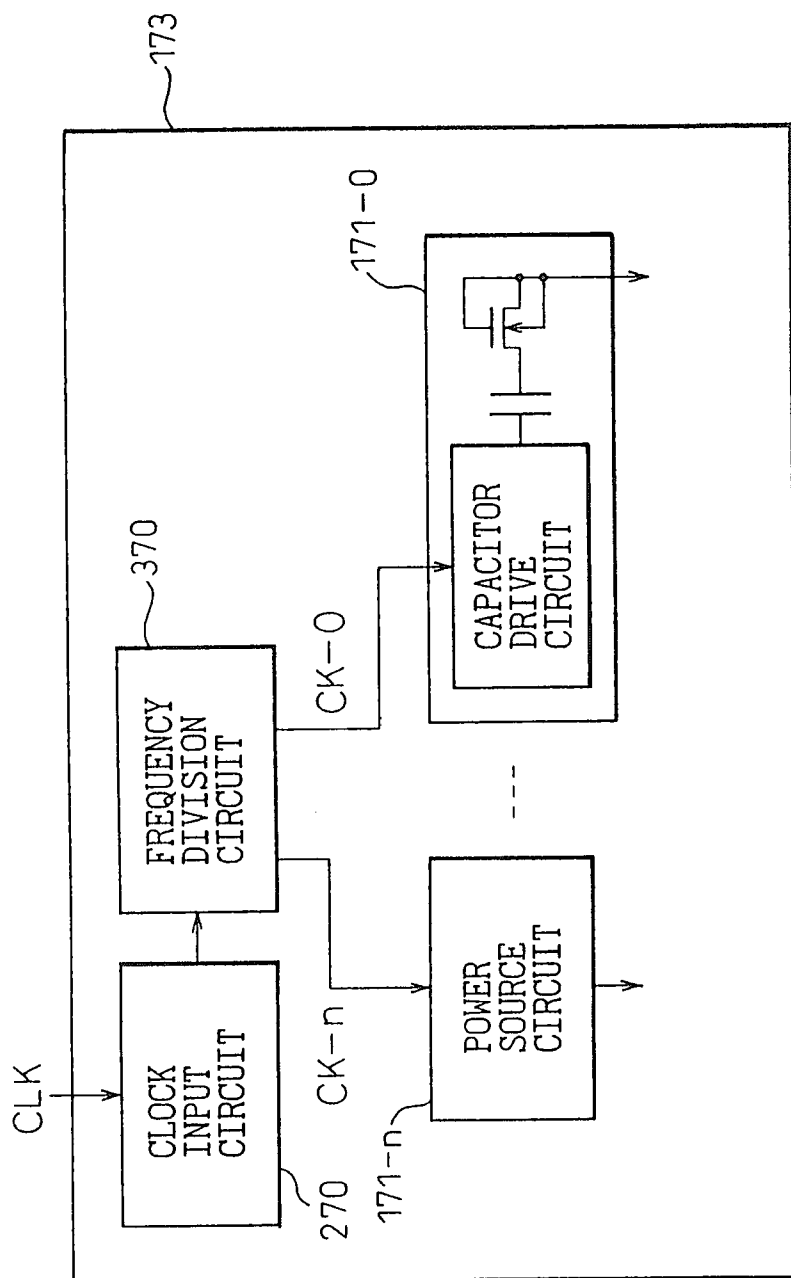 173
CLK
CLOCK
INPUT
CIRCUIT
270
FREQUENCY
DIVISION
CIRCUIT
370
CK-n
CK-0
171-n
POWER
SOURCE
CIRCUIT
---
171-0
CAPACITOR
DRIVE
CIRCUIT